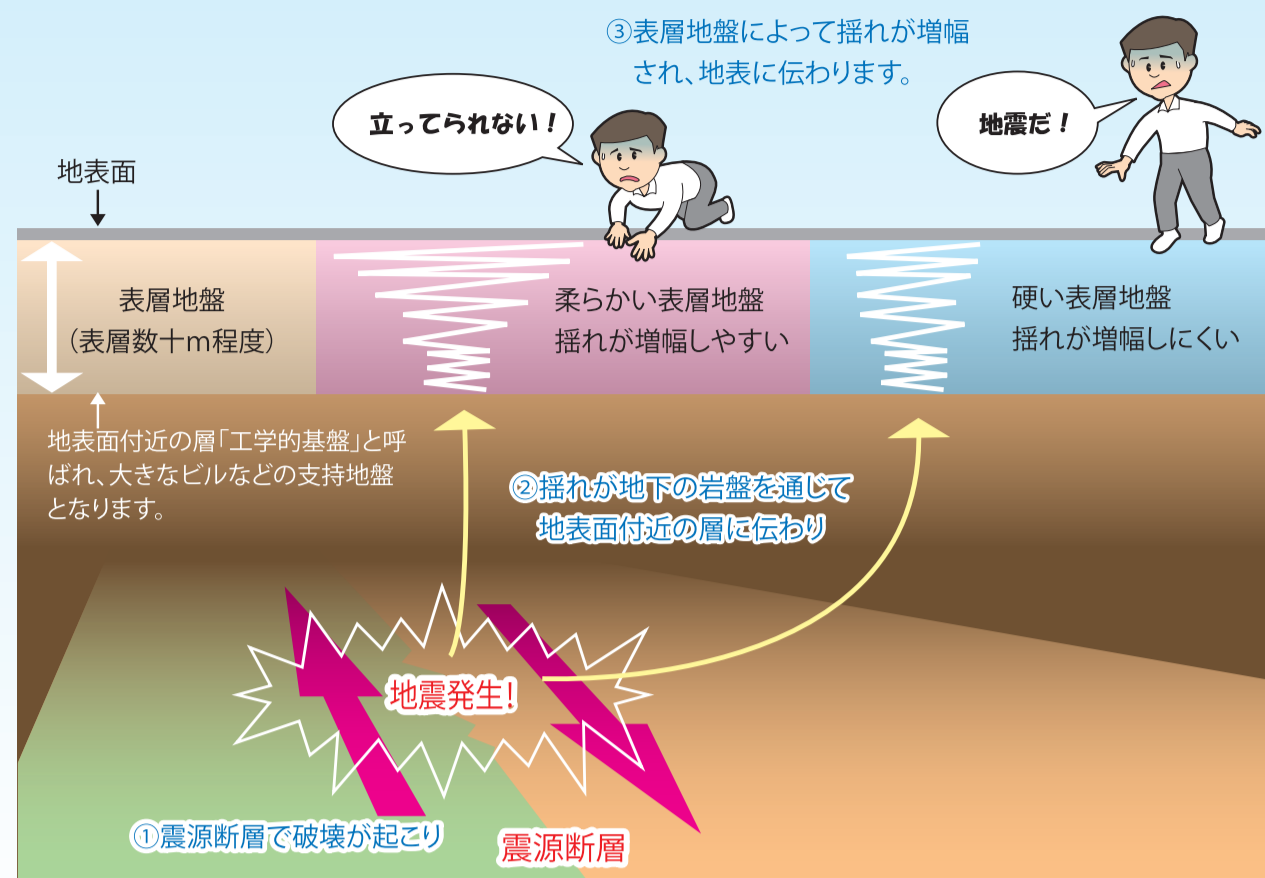 ③表層地盤によって揺れが増幅
され、地表に伝わります。
立ってられない！
地震だ！
地表面
表層地盤
（表層数十m程度）
柔らかい表層地盤
揺れが増幅しやすい
硬い表層地盤
揺れが増幅しにくい
地表面付近の層「工学的基盤」と呼
ばれ、大きなビルなどの支持地盤
となります。
②揺れが地下の岩盤を通じて
地表面付近の層に伝わり
地震発生！
①震源断層で破壊が起こり
震源断層